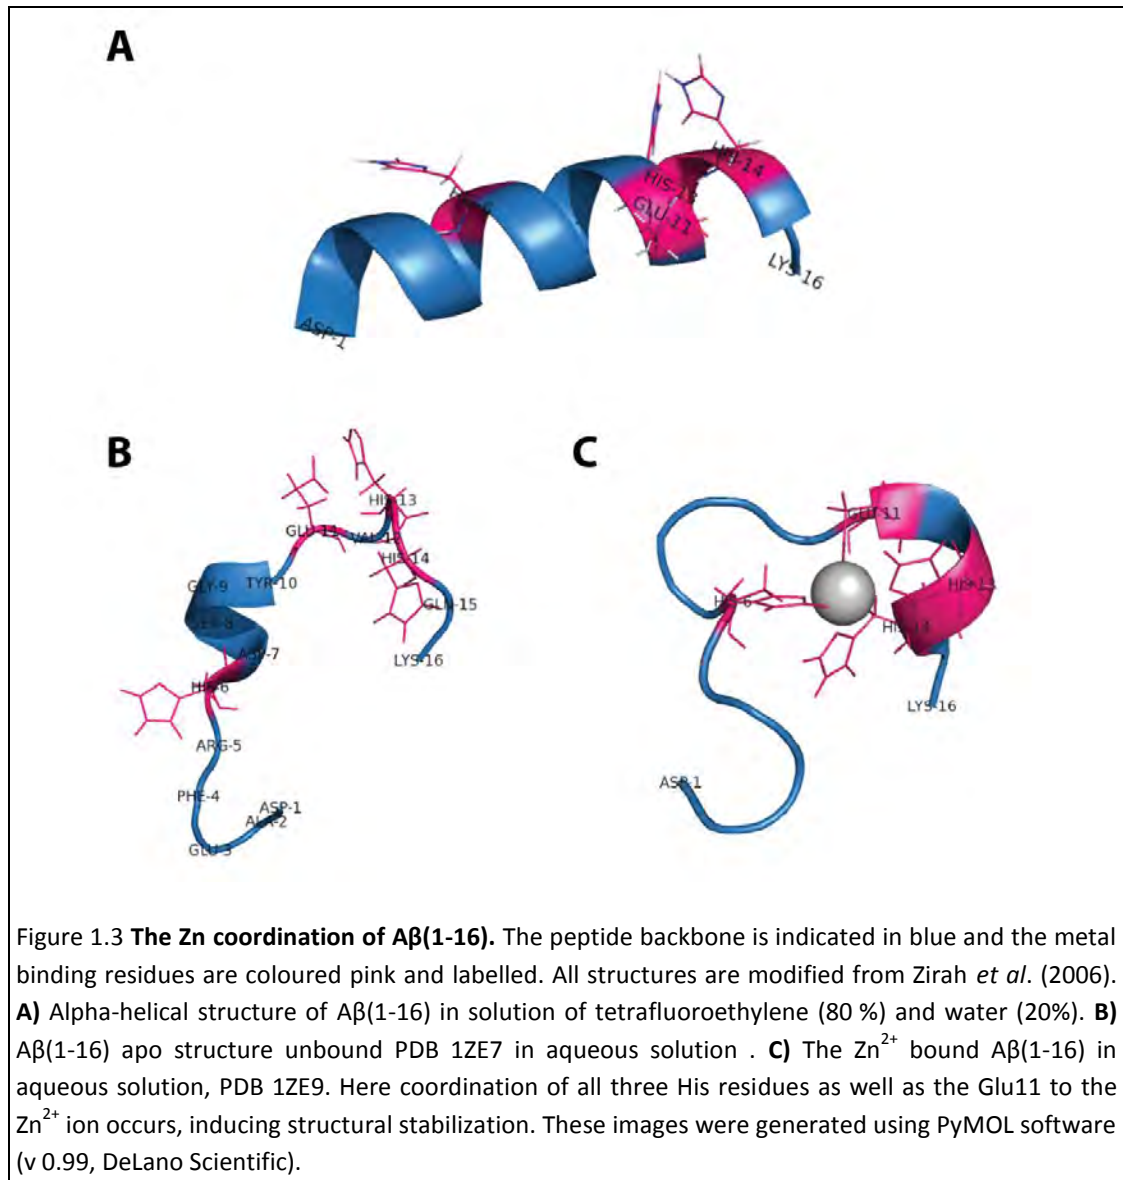 A
HIS-14
HIS-13
GLU-11
LYS-16
ASP-1
B
HIS-13
GLU-11
VAL-12
HIS-14
GLY-9
TYR-10
GLN-15
SER-8
ASP-7
LYS-16
HIS-6
ARG-5
PHE-4
ASP-1
ALA-2
GLU-3
C
GLU-11
HIS-13
HIS-6
HIS-14
LYS-16
ASP-1
Figure 1.3 The Zn coordination of Aβ(1-16). The peptide backbone is indicated in blue and the metal
binding residues are coloured pink and labelled. All structures are modified from Zirah et al. (2006).
A) Alpha-helical structure of Aβ(1-16) in solution of tetrafluoroethylene (80 %) and water (20%). B)
Aβ(1-16) apo structure unbound PDB 1ZE7 in aqueous solution . C) The Zn²⁺ bound Aβ(1-16) in
aqueous solution, PDB 1ZE9. Here coordination of all three His residues as well as the Glu11 to the
Zn²⁺ ion occurs, inducing structural stabilization. These images were generated using PyMOL software
(v 0.99, DeLano Scientific).